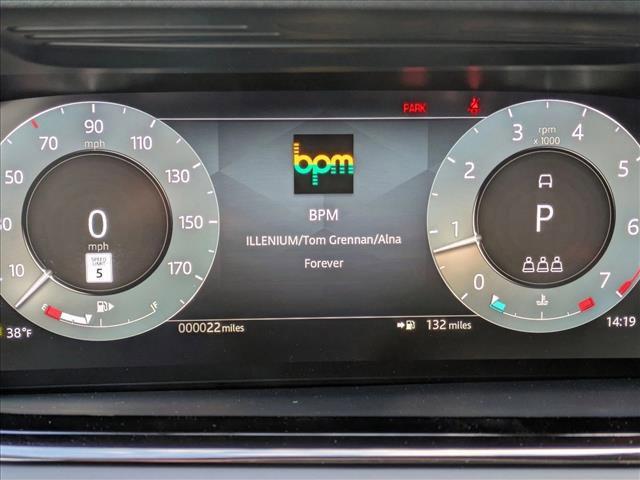 PARK
10
30
50
70
90
110
130
150
170
mph
0
mph
SPEED
LIMIT
5
E
F
38°F
bpm
BPM
ILLENIUM/Tom Grennan/Alna
Forever
000022 miles
132 miles
0
1
2
3
4
5
6
7
rpm
x 1000
P
14:19